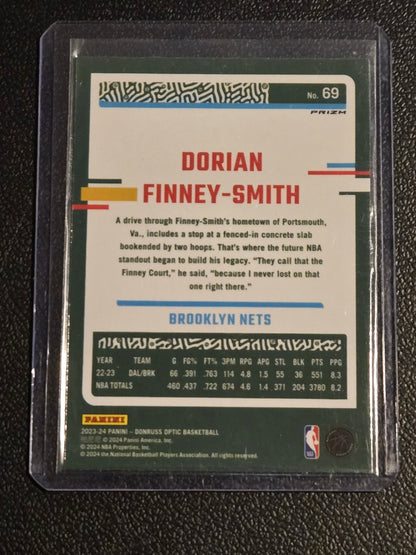 No. 69
PRIZM
DORIAN
FINNEY-SMITH
A drive through Finney-Smith's hometown of Portsmouth,
Va., includes a stop at a fenced-in concrete slab
bookended by two hoops. That's where the future NBA
standout began to build his legacy. "They call that the
Finney Court," he said, "because I never lost on that
one right there."
BROOKLYN NETS
YEAR TEAM G FG% FT% 3PM RPG APG STL BLK PTS PPG
22-23 DAL/BRK 66 .391 .763 114 4.8 1.5 55 36 551 8.3
NBA TOTALS 460 .437 .722 674 4.6 1.4 371 204 3780 8.2
PANINI
2023-24 PANINI – DONRUSS OPTIC BASKETBALL
© 2024 Panini America, Inc.
© 2024 NBA Properties, Inc.
© 2024 the National Basketball Players Association. All rights reserved.
NBA